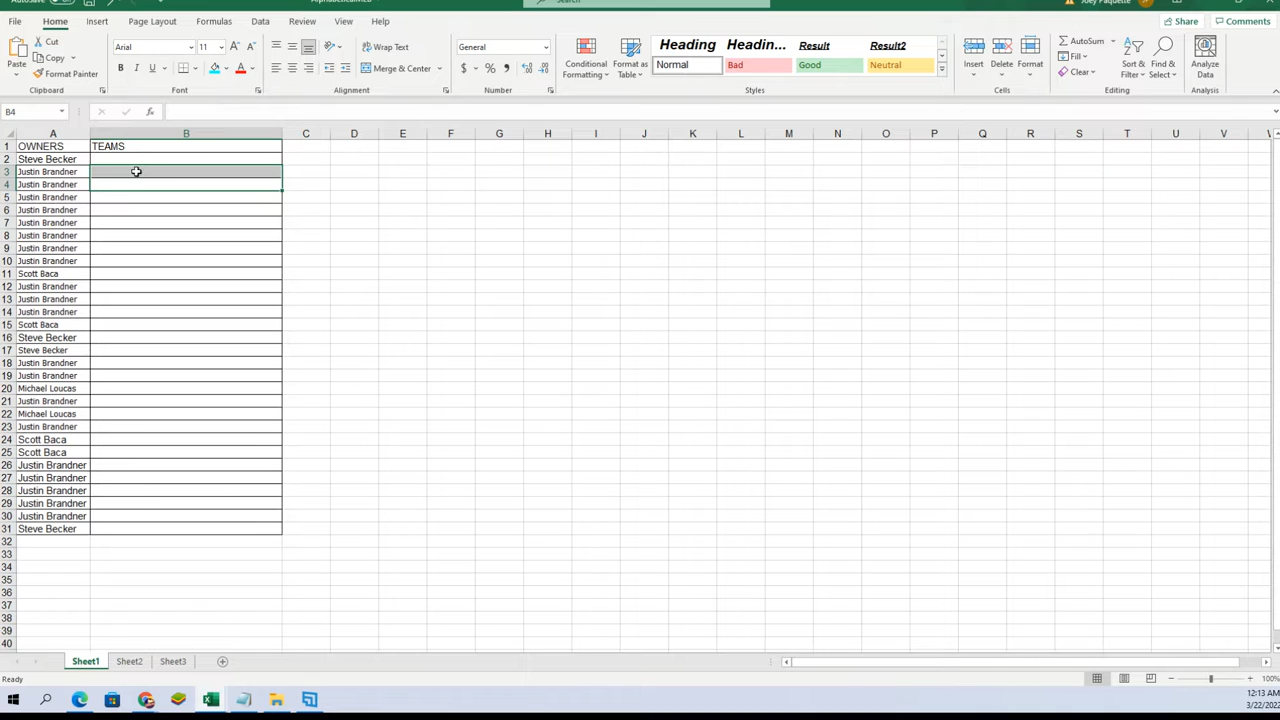 Joey Paquette
File Home Insert Page Layout Formulas Data Review View Help Share Comments
Paste Cut Copy Format Painter Clipboard
Arial 11 Font
Wrap Text Merge & Center Alignment
General $ % Number
Conditional Formatting Format as Table
Heading Headin... Result Result2
Normal Bad Good Neutral
Styles
Insert Delete Format Cells
AutoSum Fill Clear Sort & Filter Find & Select Editing
Analyze Data Analysis
B4 fx
A B C D E F G H I J K L M N O P Q R S T U V W
1 OWNERS TEAMS
2 Steve Becker
3 Justin Brandner
4 Justin Brandner
5 Justin Brandner
6 Justin Brandner
7 Justin Brandner
8 Justin Brandner
9 Justin Brandner
10 Justin Brandner
11 Scott Baca
12 Justin Brandner
13 Justin Brandner
14 Justin Brandner
15 Scott Baca
16 Steve Becker
17 Steve Becker
18 Justin Brandner
19 Justin Brandner
20 Michael Loucas
21 Justin Brandner
22 Michael Loucas
23 Justin Brandner
24 Scott Baca
25 Scott Baca
26 Justin Brandner
27 Justin Brandner
28 Justin Brandner
29 Justin Brandner
30 Justin Brandner
31 Steve Becker
32
33
34
35
36
37
38
39
40
Sheet1 Sheet2 Sheet3
Ready 100%
12:13 AM